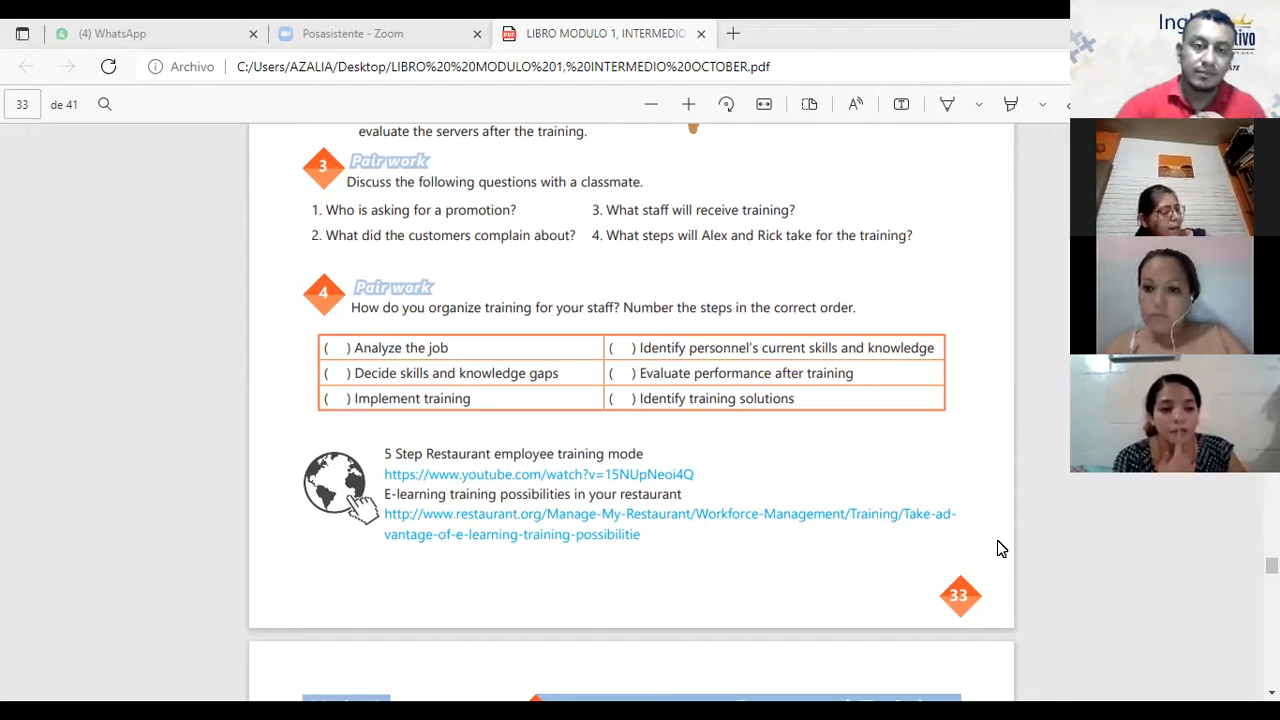 (4) WhatsApp
Posasistente - Zoom
LIBRO MODULO 1, INTERMEDIO
Archivo
C:/Users/AZALIA/Desktop/LIBRO%20%20MODULO%201,%20INTERMEDIO%20OCTOBER.pdf
33
de 41
evaluate the servers after the training.
3
Pair work
Discuss the following questions with a classmate.
1. Who is asking for a promotion?
2. What did the customers complain about?
3. What staff will receive training?
4. What steps will Alex and Rick take for the training?
4
Pair work
How do you organize training for your staff? Number the steps in the correct order.
( ) Analyze the job
( ) Identify personnel's current skills and knowledge
( ) Decide skills and knowledge gaps
( ) Evaluate performance after training
( ) Implement training
( ) Identify training solutions
5 Step Restaurant employee training mode
https://www.youtube.com/watch?v=15NUpNeoi4Q
E-learning training possibilities in your restaurant
http://www.restaurant.org/Manage-My-Restaurant/Workforce-Management/Training/Take-ad-
vantage-of-e-learning-training-possibilitie
33